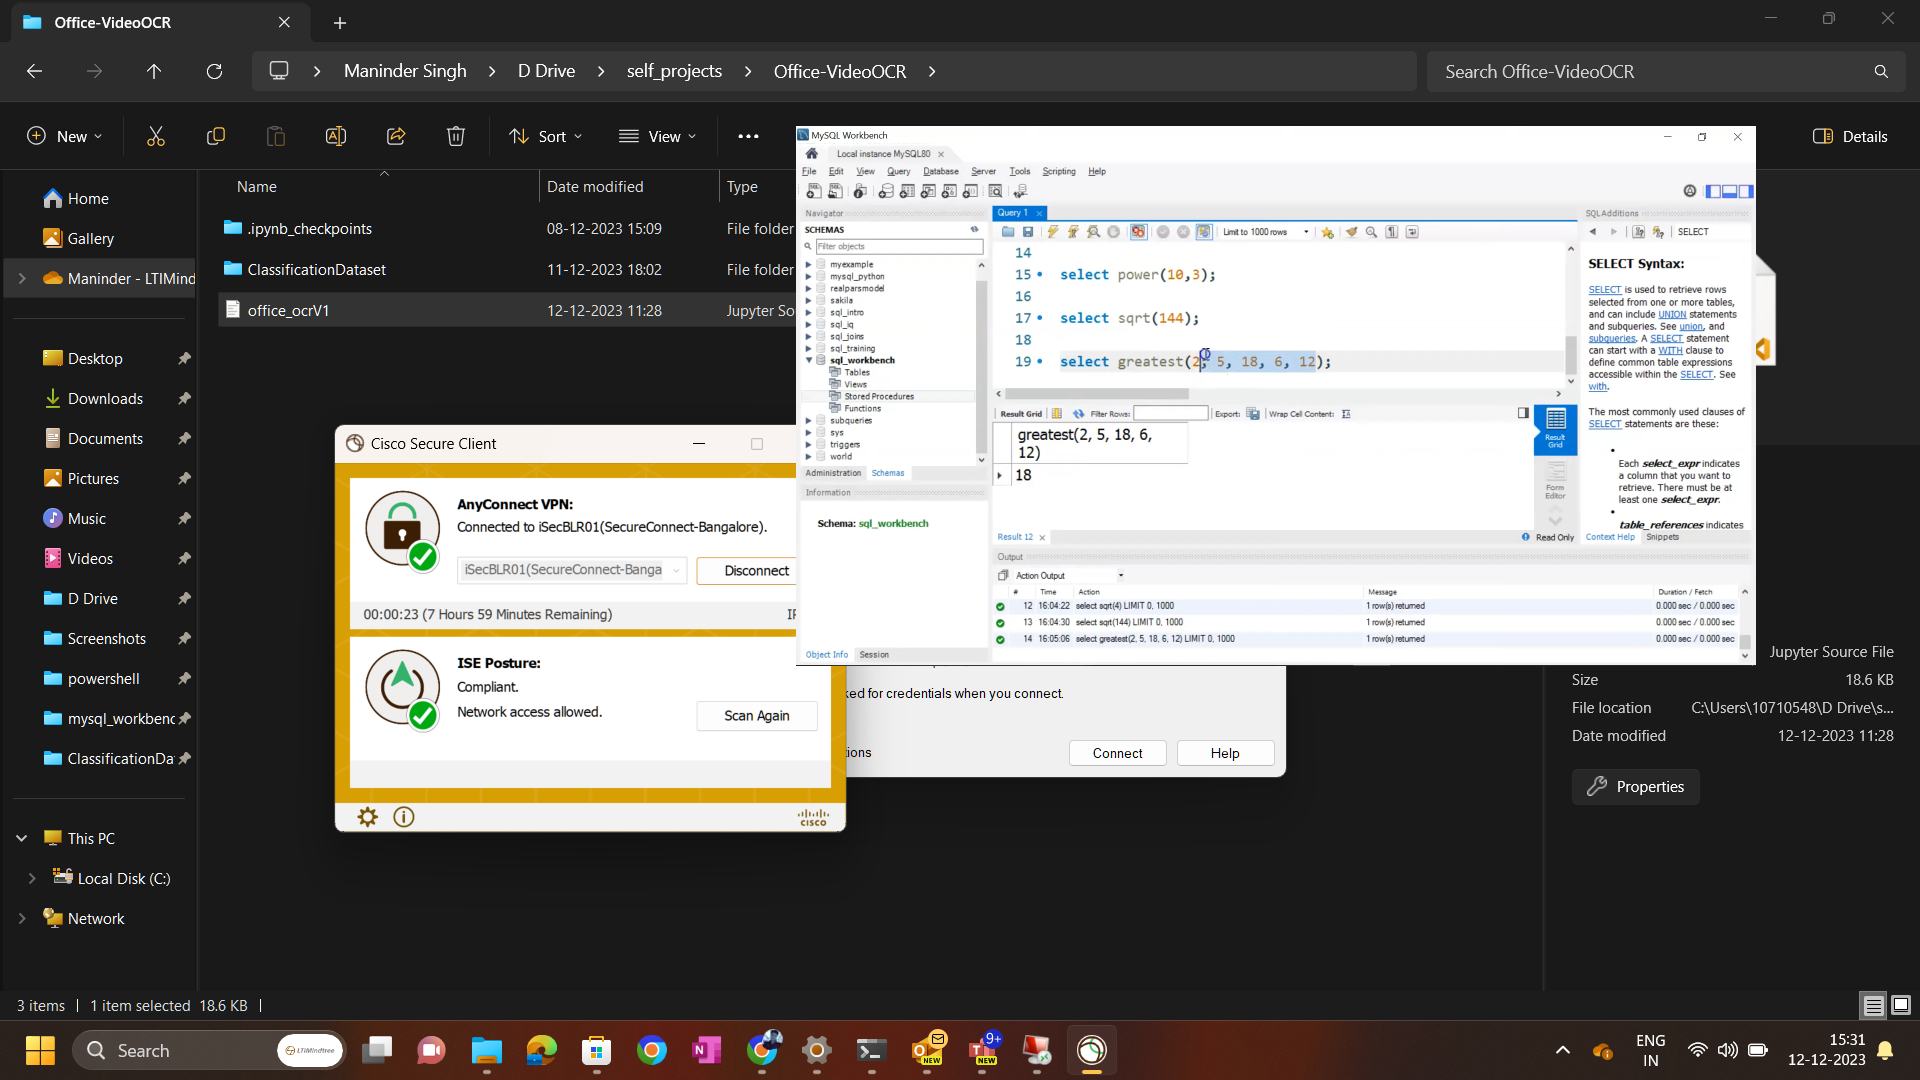 Office-VideoOCR
Maninder Singh
D Drive
self_projects
Office-VideoOCR
Search Office-VideoOCR
New
Sort
View
Details
Name
Date modified
Type
.ipynb_checkpoints
08-12-2023 15:09
File folder
ClassificationDataset
11-12-2023 18:02
File folder
office_ocrV1
12-12-2023 11:28
Jupyter So
Home
Gallery
Maninder - LTIMind
Desktop
Downloads
Documents
Pictures
Music
Videos
D Drive
Screenshots
powershell
mysql_workbenc
ClassificationDa
This PC
Local Disk (C:)
Network
Cisco Secure Client
AnyConnect VPN:
Connected to iSecBLR01(SecureConnect-Bangalore).
iSecBLR01(SecureConnect-Banga
Disconnect
00:00:23 (7 Hours 59 Minutes Remaining)
ISE Posture:
Compliant.
Network access allowed.
Scan Again
cisco
ked for credentials when you connect.
tions
Connect
Help
MySQL Workbench
Local instance MySQL80
File Edit View Query Database Server Tools Scripting Help
Navigator
SCHEMAS
Filter objects
myexample
mysql_python
realparsmodel
sakila
sql_intro
sql_iq
sql_joins
sql_training
sql_workbench
Tables
Views
Stored Procedures
Functions
subqueries
sys
triggers
world
Administration Schemas
Information
Schema: sql_workbench
Object Info Session
Query 1
Limit to 1000 rows
14
15 select power(10,3);
16
17 select sqrt(144);
18
19 select greatest(2, 5, 18, 6, 12);
Result Grid
Filter Rows:
Export:
Wrap Cell Content:
greatest(2, 5, 18, 6,
12)
18
Result
Grid
Form
Editor
Result 12
Read Only
Output
Action Output
# Time Action Message Duration / Fetch
12 16:04:22 select sqrt(4) LIMIT 0, 1000 1 row(s) returned 0.000 sec / 0.000 sec
13 16:04:30 select sqrt(144) LIMIT 0, 1000 1 row(s) returned 0.000 sec / 0.000 sec
14 16:05:06 select greatest(2, 5, 18, 6, 12) LIMIT 0, 1000 1 row(s) returned 0.000 sec / 0.000 sec
SQLAdditions
SELECT
SELECT Syntax:
SELECT is used to retrieve rows
selected from one or more tables,
and can include UNION statements
and subqueries. See union, and
subqueries. A SELECT statement
can start with a WITH clause to
define common table expressions
accessible within the SELECT. See
with.
The most commonly used clauses of
SELECT statements are these:
Each select_expr indicates
a column that you want to
retrieve. There must be at
least one select_expr.
table_references indicates
Context Help Snippets
Jupyter Source File
Size 18.6 KB
File location C:\Users\10710548\D Drive\s...
Date modified 12-12-2023 11:28
Properties
3 items
1 item selected 18.6 KB
Search
LTIMindtree
NEW
9+
NEW
ENG
IN
15:31
12-12-2023